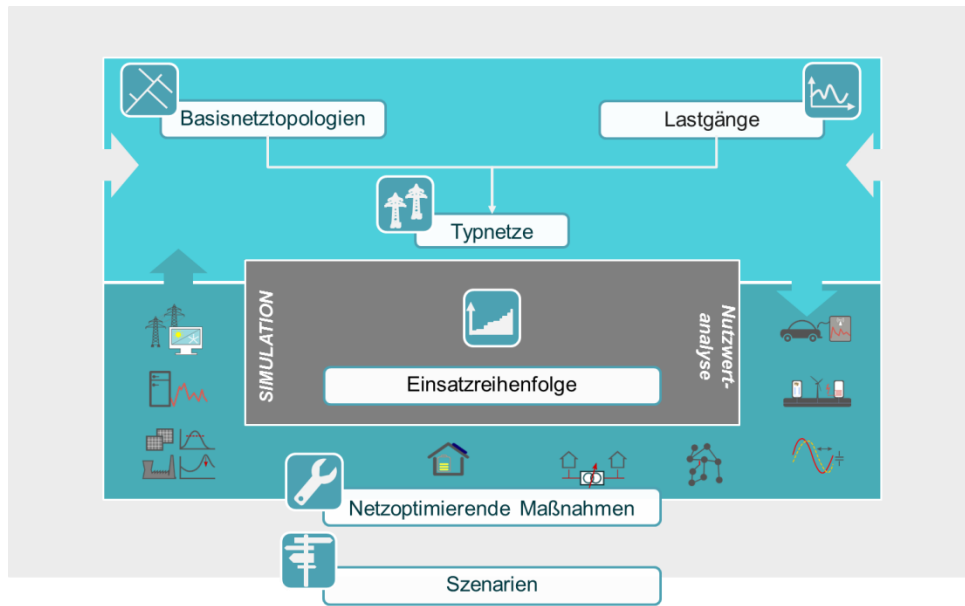 Basisnetztopologien
Lastgänge
Typnetze
SIMULATION
Nutzwert-
analyse
Einsatzreihenfolge
Netzoptimierende Maßnahmen
Szenarien